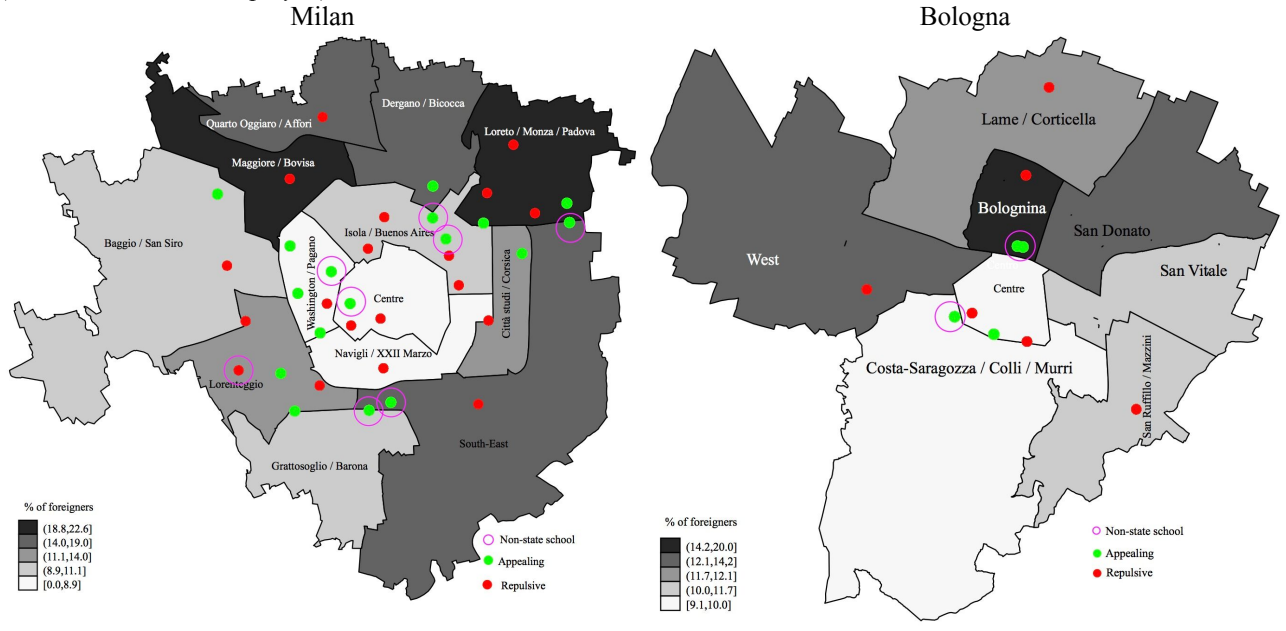 Milan
Bologna
Dergano / Bicocca
Quarto Oggiaro / Affori
Loreto / Monza / Padova
Maggiore / Bovisa
Isola / Buenos Aires
Baggio / San Siro
Washington / Pagano
Centre
Città studi / Corsica
Navigli / XXII Marzo
Lorenteggio
South-East
Grattosoglio / Barona
% of foreigners
(18.8,22.6]
(14.0,19.0]
(11.1,14.0]
(8.9,11.1]
[0.0,8.9]
Non-state school
Appealing
Repulsive
Lame / Corticella
Bolognina
San Donato
West
San Vitale
Centre
Costa-Saragozza / Colli / Murri
San Ruffillo / Mazzini
% of foreigners
(14.2,20.0]
(12.1,14,2]
(11.7,12.1]
(10.0,11.7]
[9.1,10.0]
Non-state school
Appealing
Repulsive